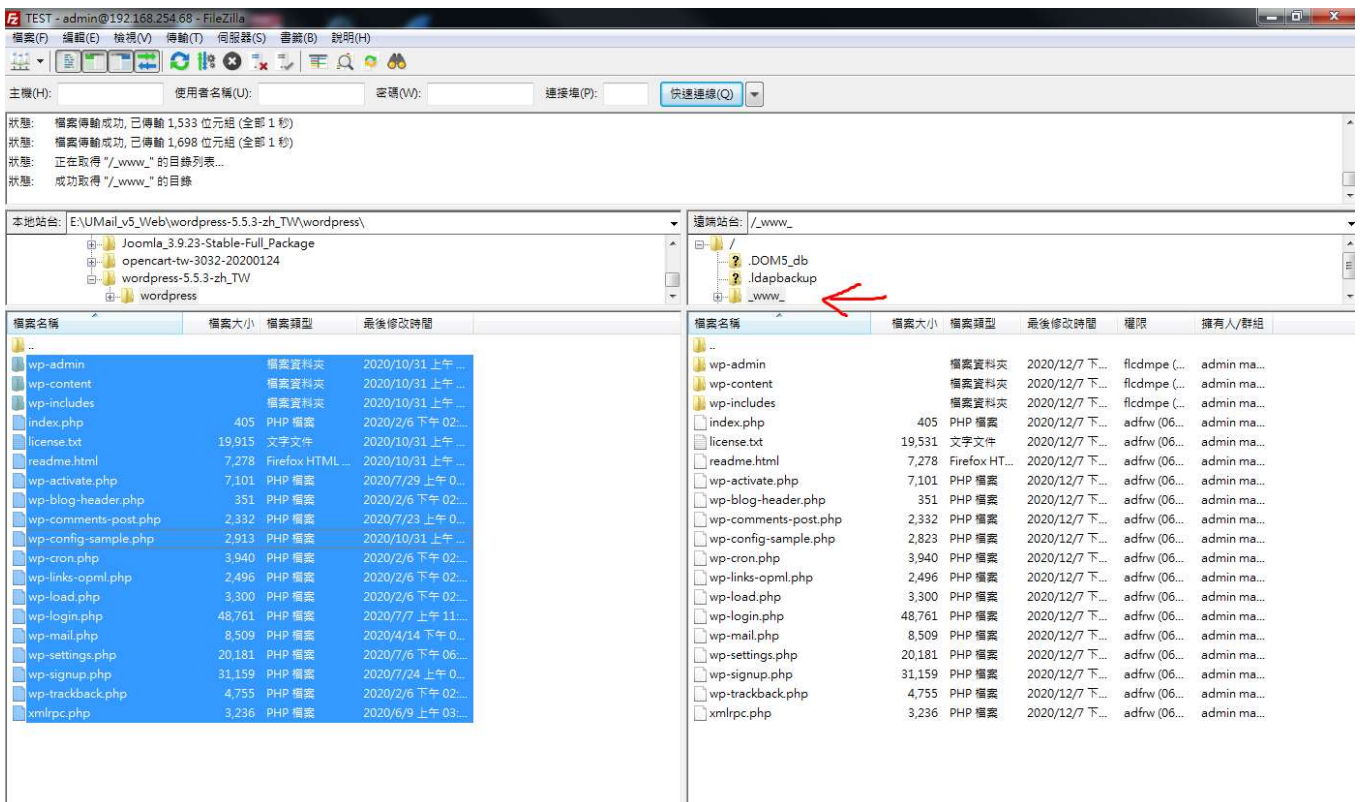 TEST - admin@192.168.254.68 - FileZilla
檔案(F) 編輯(E) 檢視(V) 傳輸(T) 伺服器(S) 書籤(B) 說明(H)
主機(H): 使用者名稱(U): 密碼(W): 連接埠(P): 快速連線(Q)
狀態: 檔案傳輸成功, 已傳輸 1,533 位元組 (全部 1 秒)
狀態: 檔案傳輸成功, 已傳輸 1,698 位元組 (全部 1 秒)
狀態: 正在取得 "/_www_" 的目錄列表...
狀態: 成功取得 "/_www_" 的目錄
本地站台: E:\UMail_v5_Web\wordpress-5.5.3-zh_TW\wordpress\
Joomla_3.9.23-Stable-Full_Package
opencart-tw-3032-20200124
wordpress-5.5.3-zh_TW
wordpress
檔案名稱 檔案大小 檔案類型 最後修改時間
..
wp-admin 檔案資料夾 2020/10/31 上午 ...
wp-content 檔案資料夾 2020/10/31 上午 ...
wp-includes 檔案資料夾 2020/10/31 上午 ...
index.php 405 PHP 檔案 2020/2/6 下午 02:...
license.txt 19,915 文字文件 2020/10/31 上午 ...
readme.html 7,278 Firefox HTML ... 2020/10/31 上午 ...
wp-activate.php 7,101 PHP 檔案 2020/7/29 上午 0...
wp-blog-header.php 351 PHP 檔案 2020/2/6 下午 02:...
wp-comments-post.php 2,332 PHP 檔案 2020/7/23 上午 0...
wp-config-sample.php 2,913 PHP 檔案 2020/10/31 上午 ...
wp-cron.php 3,940 PHP 檔案 2020/2/6 下午 02:...
wp-links-opml.php 2,496 PHP 檔案 2020/2/6 下午 02:...
wp-load.php 3,300 PHP 檔案 2020/2/6 下午 02:...
wp-login.php 48,761 PHP 檔案 2020/7/7 上午 11:...
wp-mail.php 8,509 PHP 檔案 2020/4/14 下午 0...
wp-settings.php 20,181 PHP 檔案 2020/7/6 下午 06:...
wp-signup.php 31,159 PHP 檔案 2020/7/24 上午 0...
wp-trackback.php 4,755 PHP 檔案 2020/2/6 下午 02:...
xmlrpc.php 3,236 PHP 檔案 2020/6/9 上午 03:...
遠端站台: /_www_
/
.DOM5_db
.ldapbackup
_www_
檔案名稱 檔案大小 檔案類型 最後修改時間 權限 擁有人/群組
..
wp-admin 檔案資料夾 2020/12/7 下... flcdmpe (... admin ma...
wp-content 檔案資料夾 2020/12/7 下... flcdmpe (... admin ma...
wp-includes 檔案資料夾 2020/12/7 下... flcdmpe (... admin ma...
index.php 405 PHP 檔案 2020/12/7 下... adfrw (06... admin ma...
license.txt 19,531 文字文件 2020/12/7 下... adfrw (06... admin ma...
readme.html 7,278 Firefox HT... 2020/12/7 下... adfrw (06... admin ma...
wp-activate.php 7,101 PHP 檔案 2020/12/7 下... adfrw (06... admin ma...
wp-blog-header.php 351 PHP 檔案 2020/12/7 下... adfrw (06... admin ma...
wp-comments-post.php 2,332 PHP 檔案 2020/12/7 下... adfrw (06... admin ma...
wp-config-sample.php 2,823 PHP 檔案 2020/12/7 下... adfrw (06... admin ma...
wp-cron.php 3,940 PHP 檔案 2020/12/7 下... adfrw (06... admin ma...
wp-links-opml.php 2,496 PHP 檔案 2020/12/7 下... adfrw (06... admin ma...
wp-load.php 3,300 PHP 檔案 2020/12/7 下... adfrw (06... admin ma...
wp-login.php 48,761 PHP 檔案 2020/12/7 下... adfrw (06... admin ma...
wp-mail.php 8,509 PHP 檔案 2020/12/7 下... adfrw (06... admin ma...
wp-settings.php 20,181 PHP 檔案 2020/12/7 下... adfrw (06... admin ma...
wp-signup.php 31,159 PHP 檔案 2020/12/7 下... adfrw (06... admin ma...
wp-trackback.php 4,755 PHP 檔案 2020/12/7 下... adfrw (06... admin ma...
xmlrpc.php 3,236 PHP 檔案 2020/12/7 下... adfrw (06... admin ma...